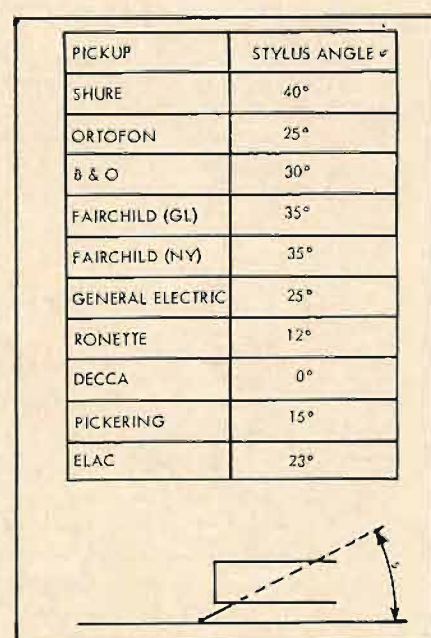 PICKUP STYLUS ANGLE
SHURE 40°
ORTOFON 25°
B & O 30°
FAIRCHILD (GL) 35°
FAIRCHILD (NY) 35°
GENERAL ELECTRIC 25°
RONETTE 12°
DECCA 0°
PICKERING 15°
ELAC 23°